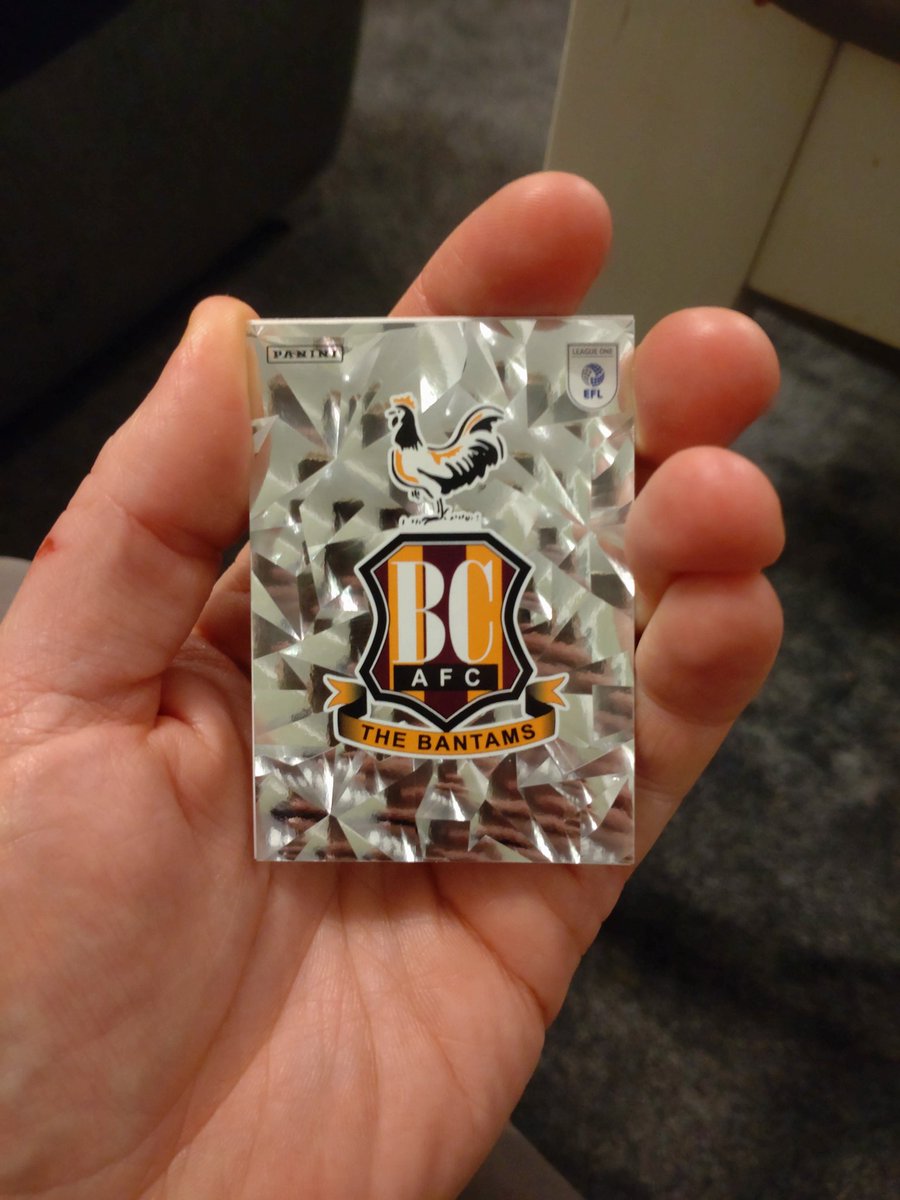 PANINI
LEAGUE ONE
EFL
BC
AFC
THE BANTAMS